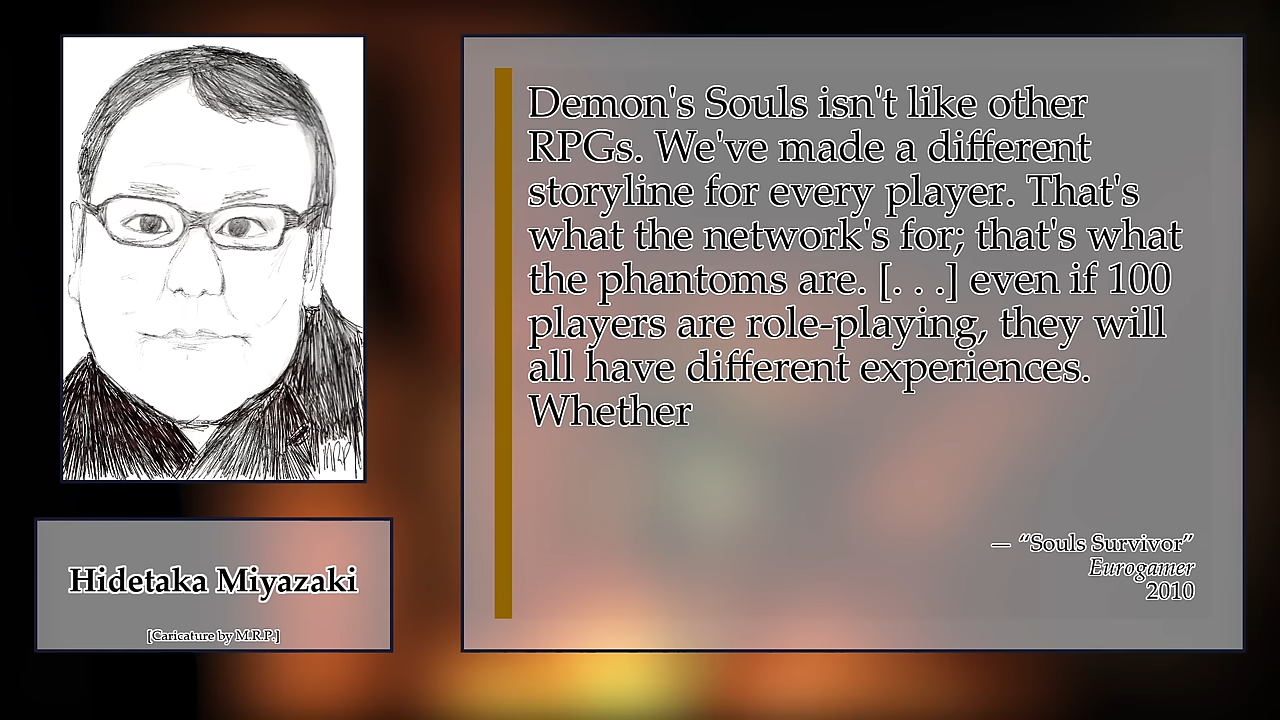 Demon's Souls isn't like other
RPGs. We've made a different
storyline for every player. That's
what the network's for; that's what
the phantoms are. [. . .] even if 100
players are role-playing, they will
all have different experiences.
Whether
— “Souls Survivor”
Eurogamer
2010
MRP
Hidetaka Miyazaki
[Caricature by M.R.P.]